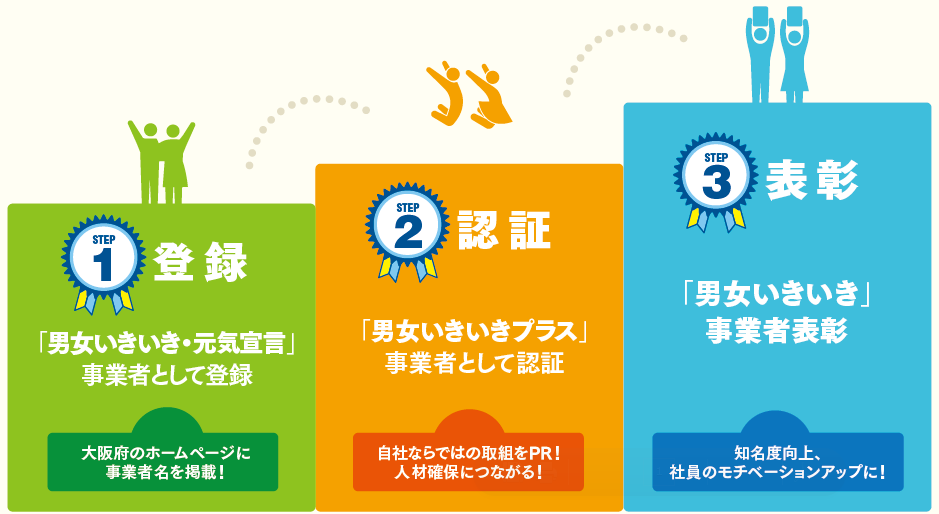 STEP
1
登録
「男女いきいき・元気宣言」
事業者として登録
大阪府のホームページに
事業者名を掲載！
STEP
2
認証
「男女いきいきプラス」
事業者として認証
自社ならではの取組をPR！
人材確保につながる！
STEP
3
表彰
「男女いきいき」
事業者表彰
知名度向上、
社員のモチベーションアップに！